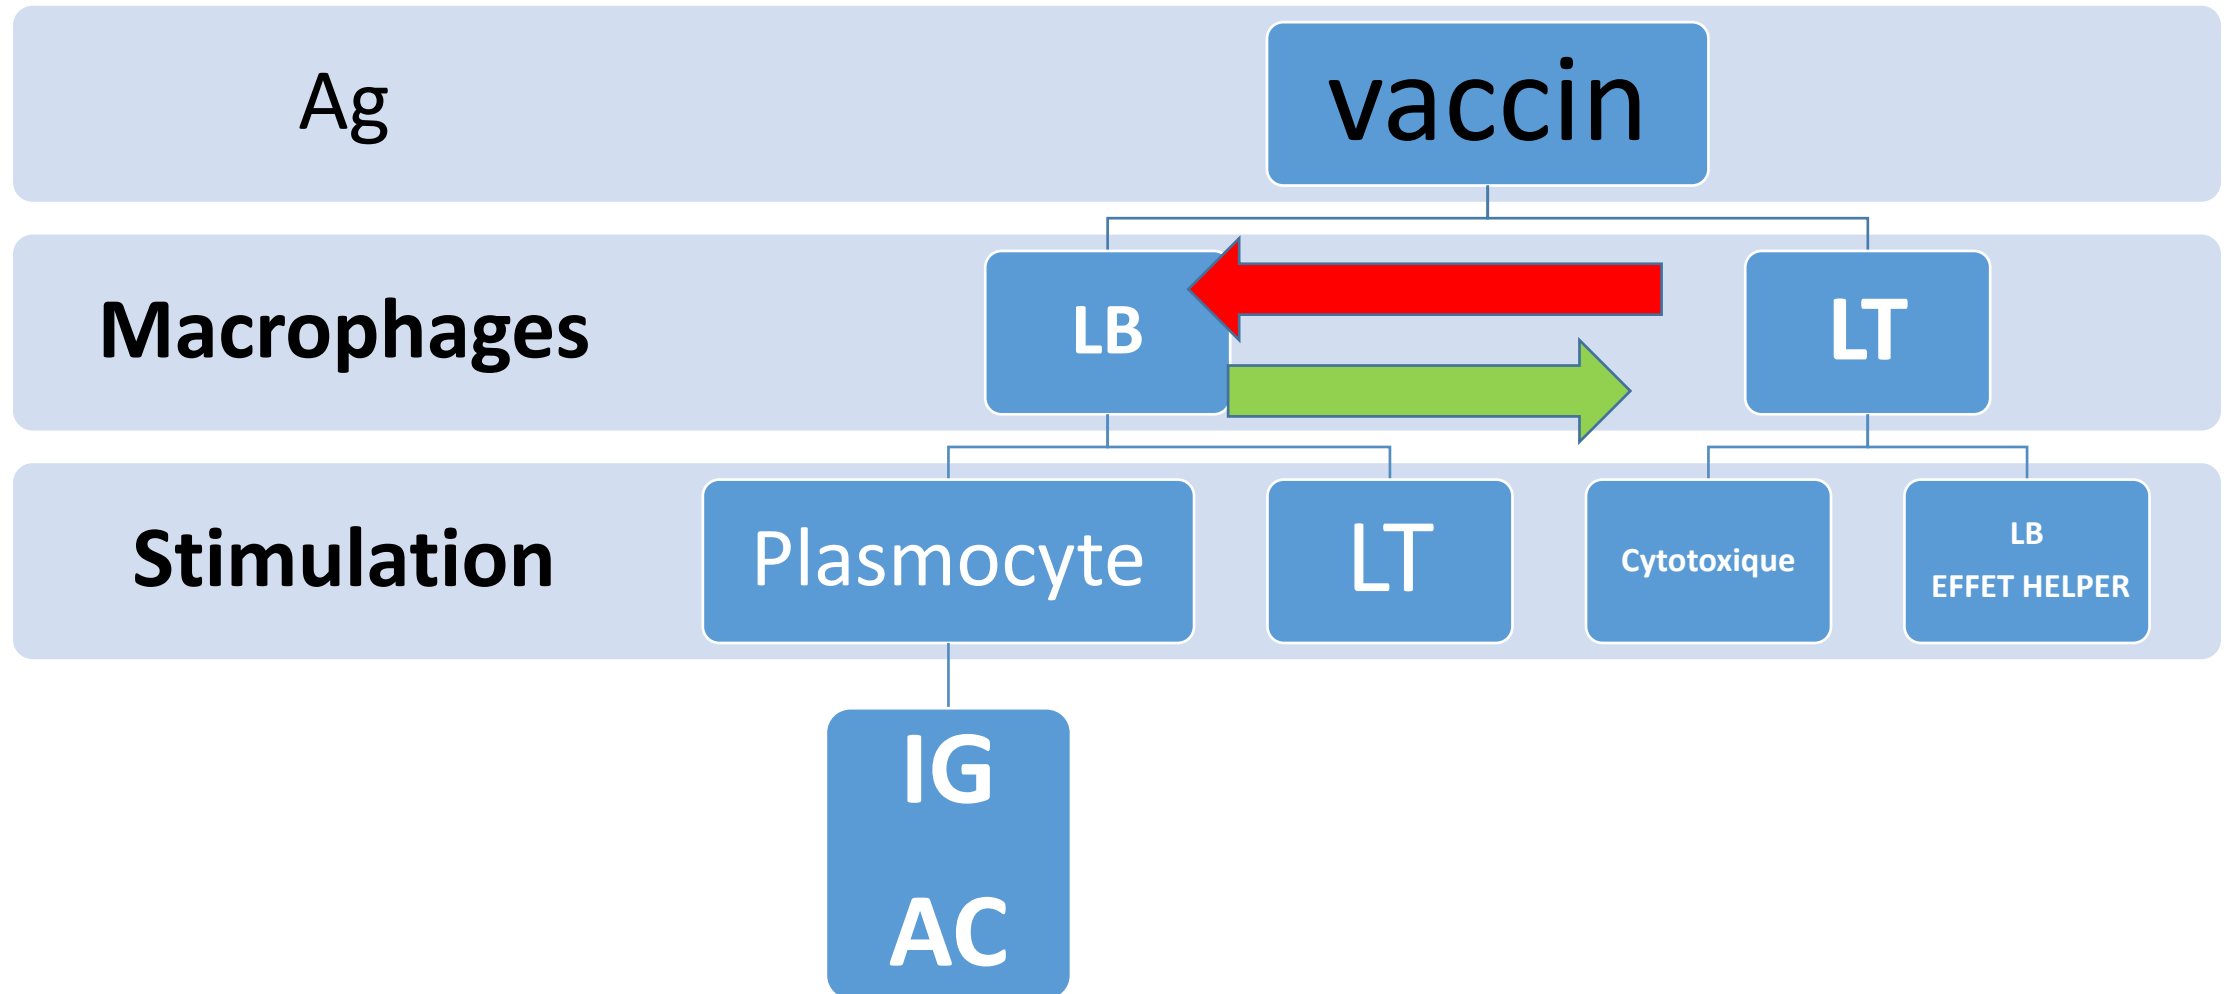 Ag
vaccin
Macrophages
LB
LT
Stimulation
Plasmocyte
LT
Cytotoxique
LB
EFFET HELPER
IG
AC